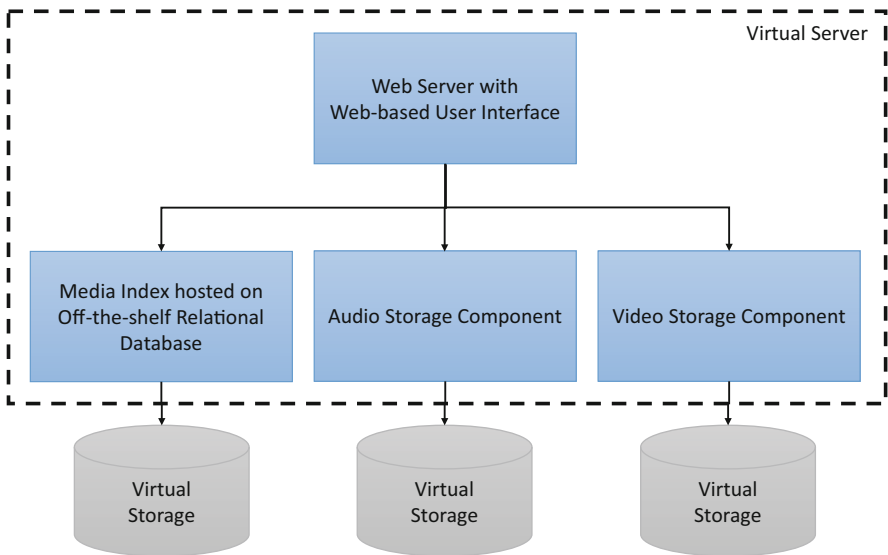 Virtual Server
Web Server with
Web-based User Interface
Media Index hosted on
Off-the-shelf Relational
Database
Audio Storage Component
Video Storage Component
Virtual
Storage
Virtual
Storage
Virtual
Storage